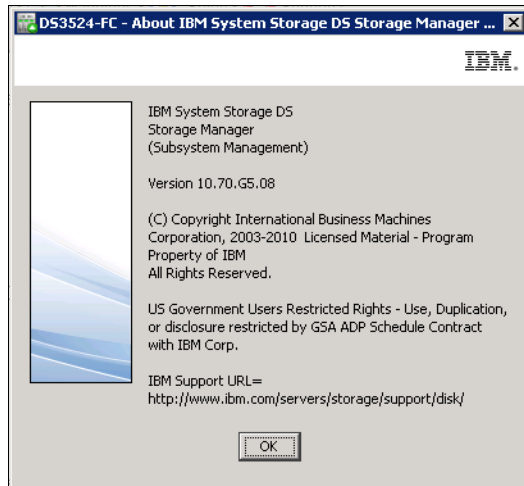 DS3524-FC - About IBM System Storage DS Storage Manager ...
IBM.
IBM System Storage DS
Storage Manager
(Subsystem Management)
Version 10.70.G5.08
(C) Copyright International Business Machines
Corporation, 2003-2010 Licensed Material - Program
Property of IBM
All Rights Reserved.
US Government Users Restricted Rights - Use, Duplication,
or disclosure restricted by GSA ADP Schedule Contract
with IBM Corp.
IBM Support URL=
http://www.ibm.com/servers/storage/support/disk/
OK